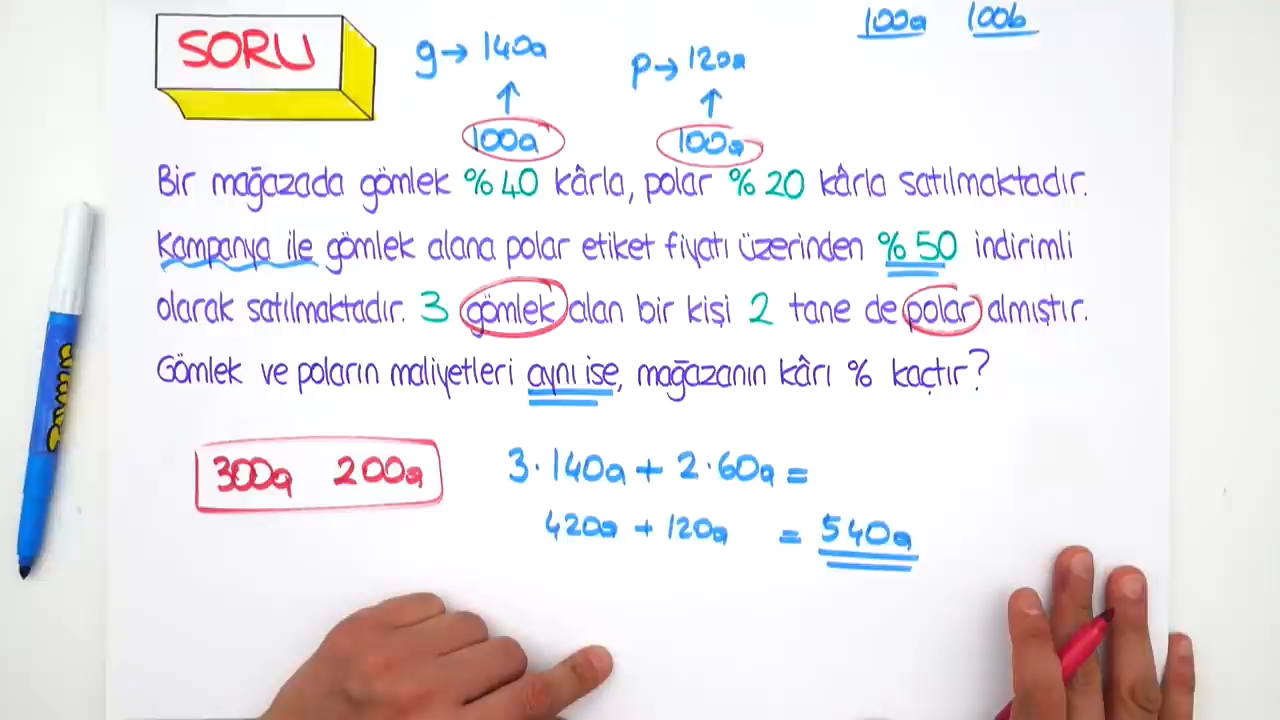 SORU
g→ 140a p→ 120a 100a 100b
↑ ↑
100a 100a
Bir mağazada gömlek %40 kârla, polar %20 kârla satılmaktadır.
Kampanya ile gömlek alana polar etiket fiyatı üzerinden %50 indirimli
olarak satılmaktadır. 3 gömlek alan bir kişi 2 tane de polar almıştır.
Gömlek ve poların maliyetleri aynı ise, mağazanın kârı % kaçtır?
300a 200a 3·140a + 2·60a =
420a + 120a = 540a